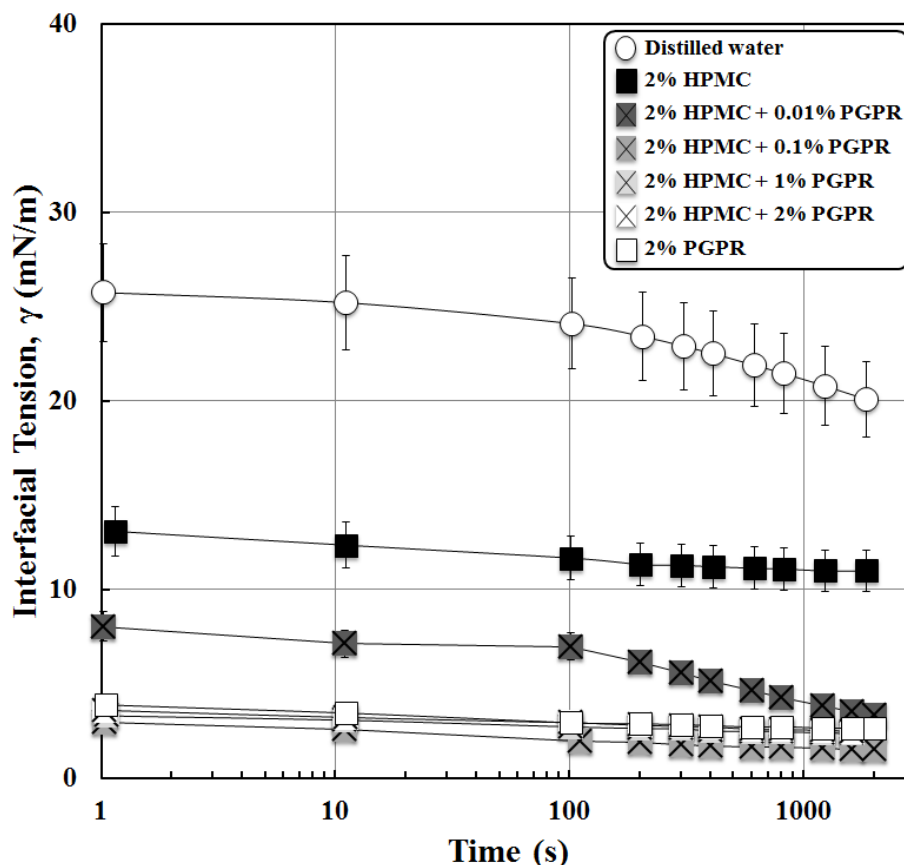 40
30
20
10
0
Interfacial Tension, γ (mN/m)
Distilled water
2% HPMC
2% HPMC + 0.01% PGPR
2% HPMC + 0.1% PGPR
2% HPMC + 1% PGPR
2% HPMC + 2% PGPR
2% PGPR
1 10 100 1000
Time (s)